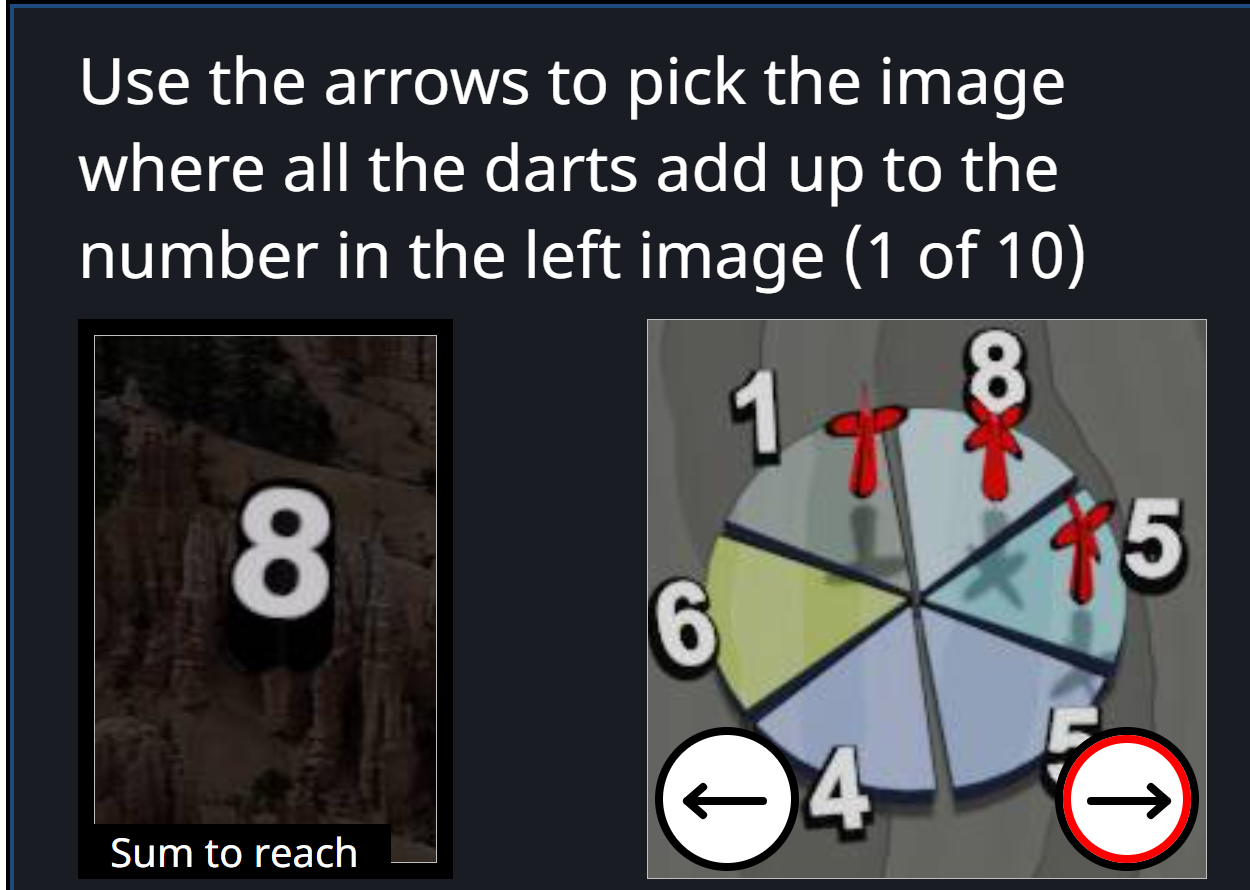 Use the arrows to pick the image
where all the darts add up to the
number in the left image (1 of 10)
8
1
8
5
6
5
4
Sum to reach